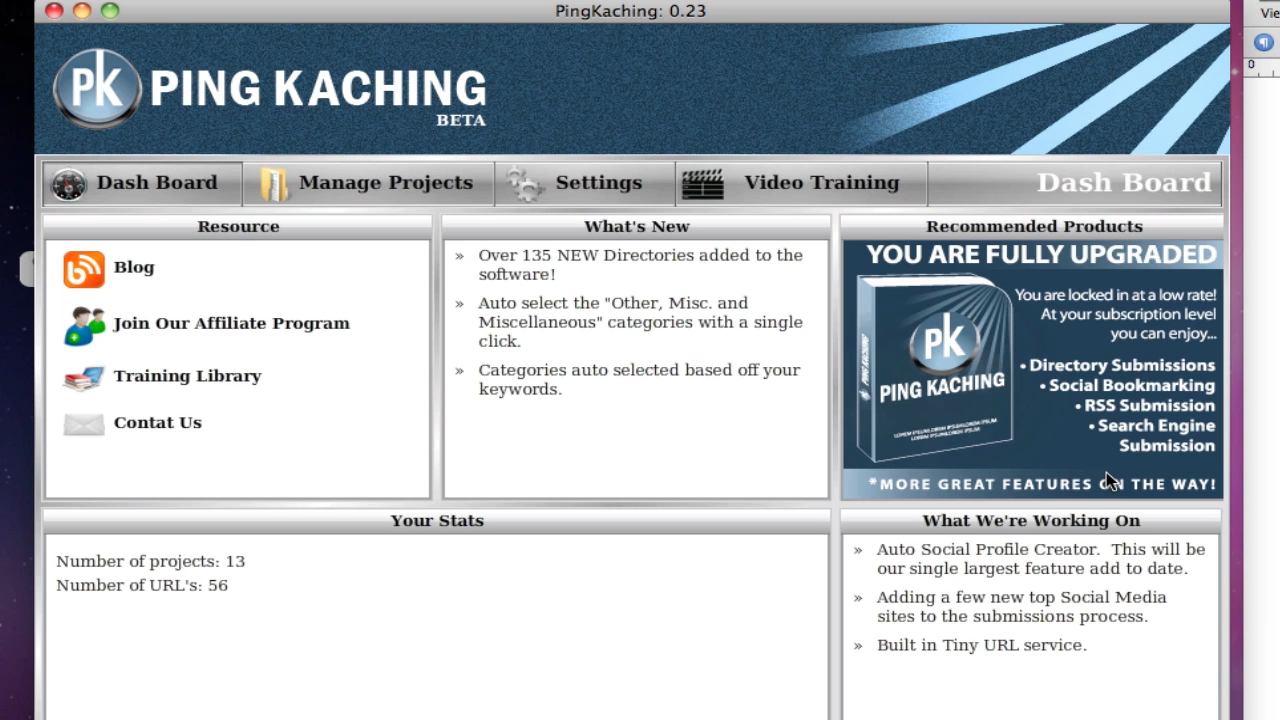 PingKaching: 0.23
Vie
0
PK PING KACHING
BETA
Dash Board
Manage Projects
Settings
Video Training
Dash Board
Resource
Blog
Join Our Affiliate Program
Training Library
Contat Us
What's New
» Over 135 NEW Directories added to the
software!
» Auto select the "Other, Misc. and
Miscellaneous" categories with a single
click.
» Categories auto selected based off your
keywords.
Recommended Products
YOU ARE FULLY UPGRADED
You are locked in at a low rate!
At your subscription level
you can enjoy...
• Directory Submissions
• Social Bookmarking
• RSS Submission
• Search Engine
Submission
pk
PING KACHING
PING KACHING
*MORE GREAT FEATURES ON THE WAY!
Your Stats
Number of projects: 13
Number of URL's: 56
What We're Working On
» Auto Social Profile Creator. This will be
our single largest feature add to date.
» Adding a few new top Social Media
sites to the submissions process.
» Built in Tiny URL service.